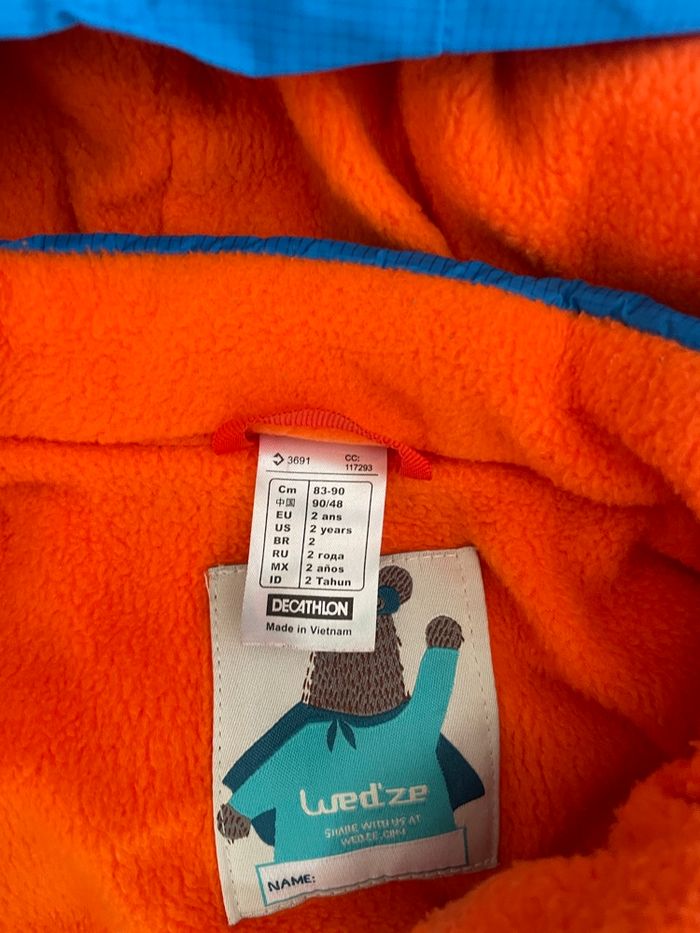 3691 CC:
117293
Cm 83-90
中国 90/48
EU 2 ans
US 2 years
BR 2
RU 2 года
MX 2 años
ID 2 Tahun
DECATHLON
Made in Vietnam
wed'ze
SHARE WITH US AT
WEDZE.COM
NAME: